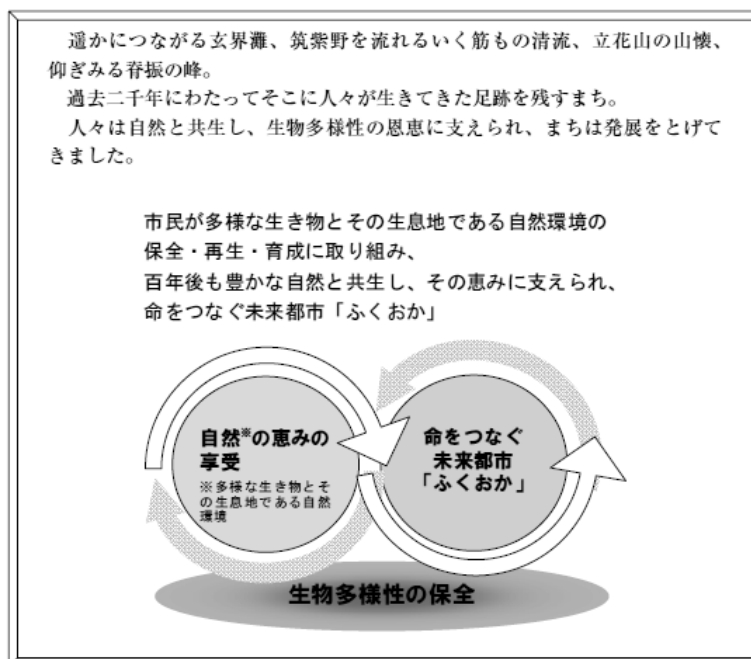 遥かにつながる玄界灘、筑紫野を流れるいく筋もの清流、立花山の山懐、
仰ぎみる脊振の峰。
過去二千年にわたってそこに人々が生きてきた足跡を残すまち。
人々は自然と共生し、生物多様性の恩恵に支えられ、まちは発展をとげて
きました。
市民が多様な生き物とその生息地である自然環境の
保全・再生・育成に取り組み、
百年後も豊かな自然と共生し、その恵みに支えられ、
命をつなぐ未来都市「ふくおか」
自然※の恵みの
享受
※多様な生き物とそ
の生息地である自然
環境
命をつなぐ
未来都市
「ふくおか」
生物多様性の保全